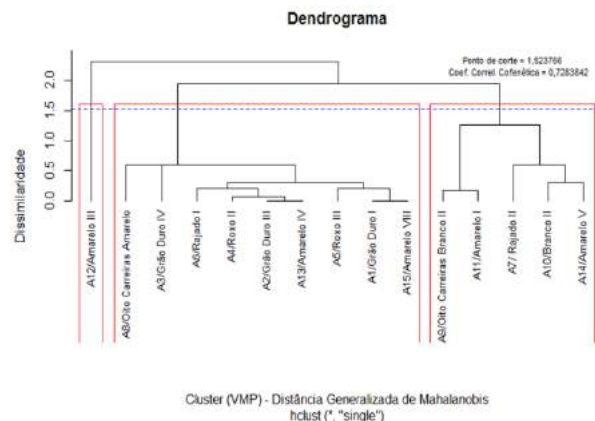 Dendrograma
Ponto de corte = 1,523766
Coef. Correl. Cofenética = 0,7283842
Dissimilaridade
2.0
1.5
1.0
0.5
0.0
A12/Amarelo III
A8/Oito Carreiras Amarelo
A3/Grão Duro IV
A6/Rajado I
A4/Roxo II
A2/Grão Duro III
A13/Amarelo IV
A5/Roxo III
A1/Grão Duro I
A15/Amarelo VIII
A9/Oito Carreiras Branco II
A11/Amarelo I
A7/ Rajado II
A10/Branco II
A14/Amarelo V
Cluster (VMP) - Distância Generalizada de Mahalanobis
hclust (*, "single")